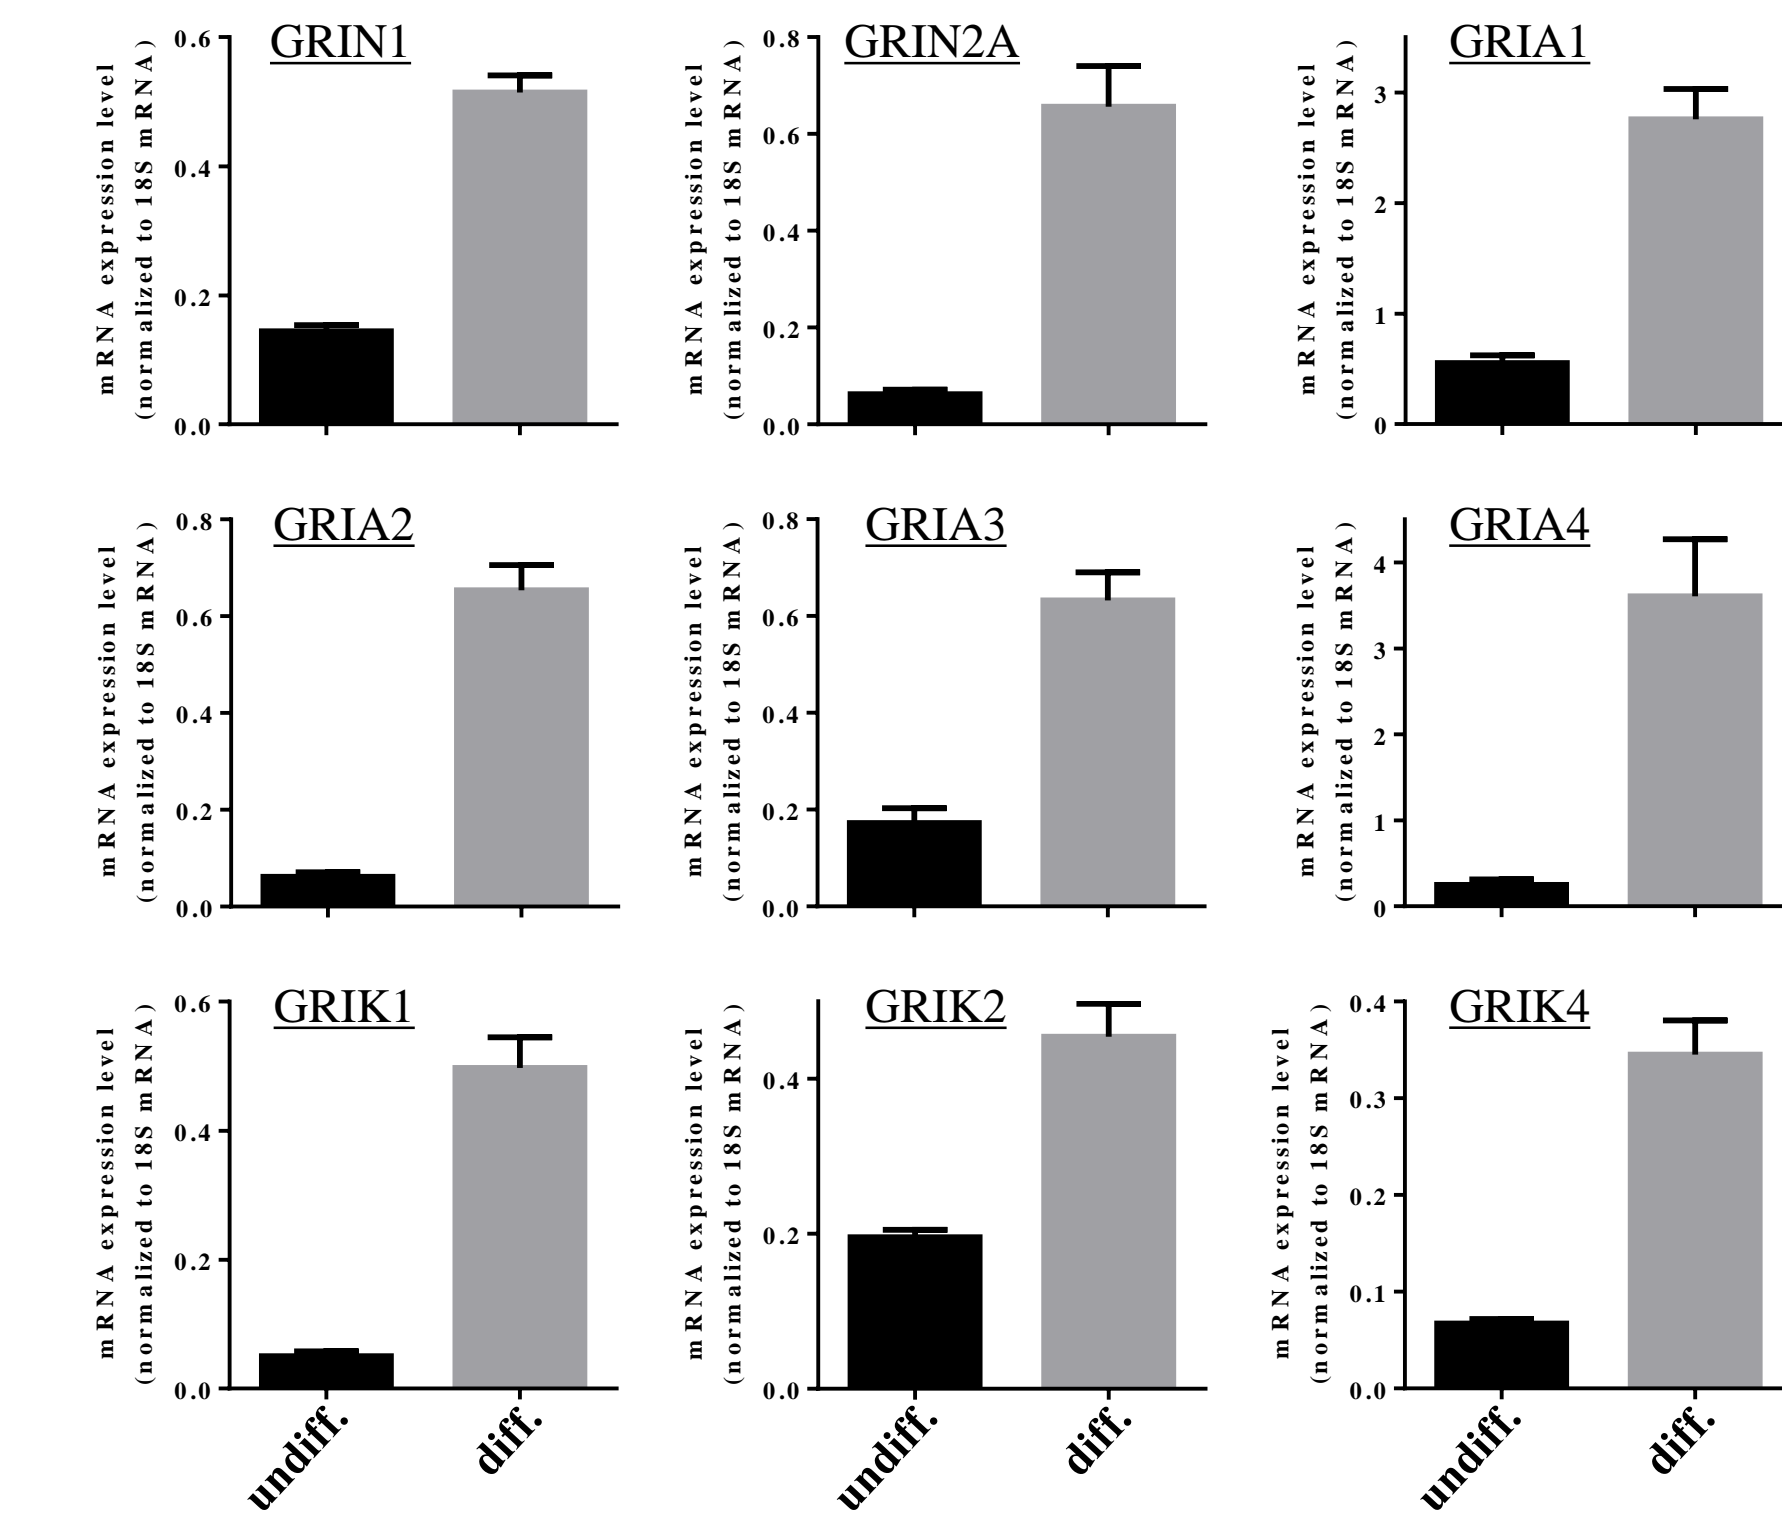 GRIN1
mRNA expression level
(normalized to 18S mRNA)
0.6
0.4
0.2
0.0
GRIN2A
mRNA expression level
(normalized to 18S mRNA)
0.8
0.6
0.4
0.2
0.0
GRIA1
mRNA expression level
(normalized to 18S mRNA)
3
2
1
0
GRIA2
mRNA expression level
(normalized to 18S mRNA)
0.8
0.6
0.4
0.2
0.0
GRIA3
mRNA expression level
(normalized to 18S mRNA)
0.8
0.6
0.4
0.2
0.0
GRIA4
mRNA expression level
(normalized to 18S mRNA)
4
3
2
1
0
GRIK1
mRNA expression level
(normalized to 18S mRNA)
0.6
0.4
0.2
0.0
undiff.
diff.
GRIK2
mRNA expression level
(normalized to 18S mRNA)
0.4
0.2
0.0
undiff.
diff.
GRIK4
mRNA expression level
(normalized to 18S mRNA)
0.4
0.3
0.2
0.1
0.0
undiff.
diff.